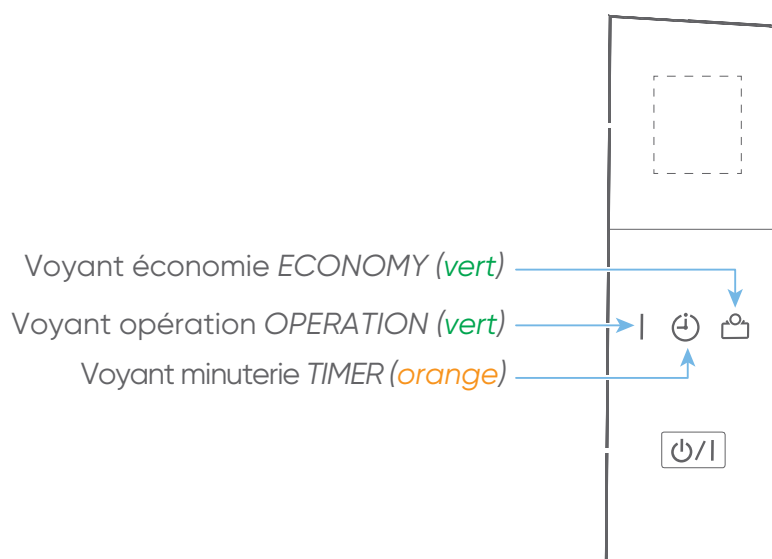 Voyant économie ECONOMY (vert)
Voyant opération OPERATION (vert)
Voyant minuterie TIMER (orange)
⏻/I